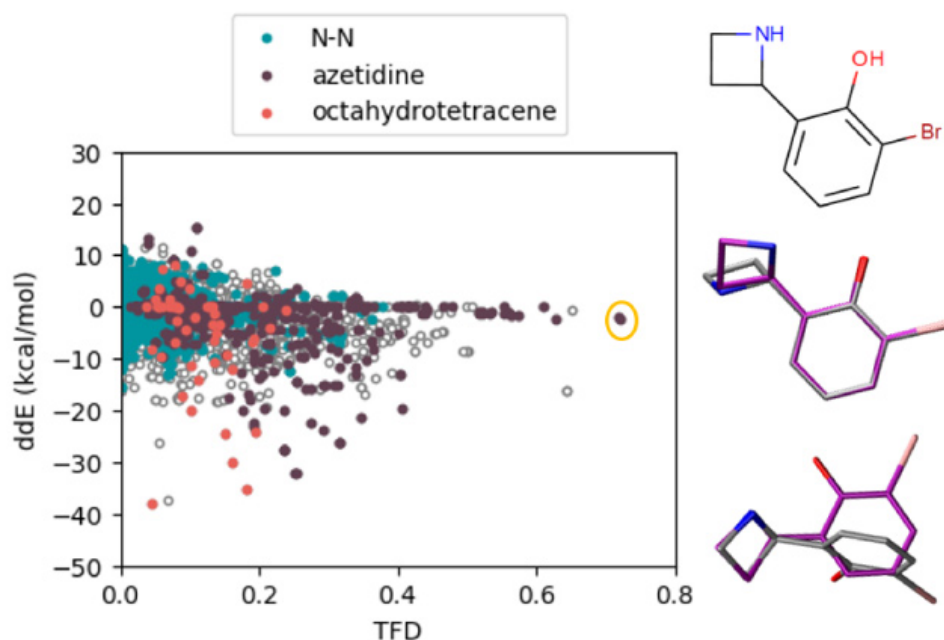 N-N
azetidine
octahydrotetracene
30
20
10
0
−10
−20
−30
−40
−50
ddE (kcal/mol)
0.0 0.2 0.4 0.6 0.8
TFD
NH
OH
Br